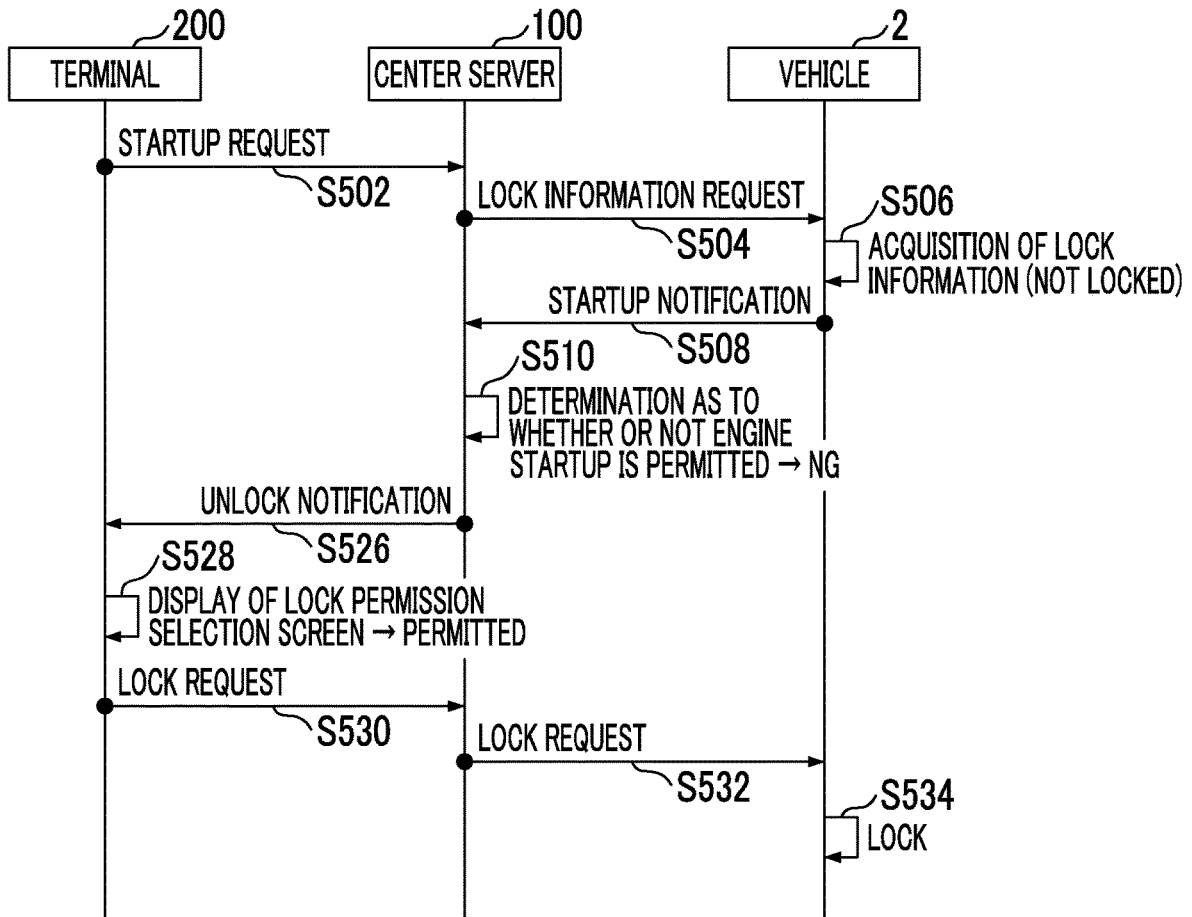 200
100
2
TERMINAL
CENTER SERVER
VEHICLE
STARTUP REQUEST
S502
LOCK INFORMATION REQUEST
S504
S506
ACQUISITION OF LOCK
INFORMATION (NOT LOCKED)
STARTUP NOTIFICATION
S508
S510
DETERMINATION AS TO
WHETHER OR NOT ENGINE
STARTUP IS PERMITTED → NG
UNLOCK NOTIFICATION
S526
S528
DISPLAY OF LOCK PERMISSION
SELECTION SCREEN → PERMITTED
LOCK REQUEST
S530
LOCK REQUEST
S532
S534
LOCK